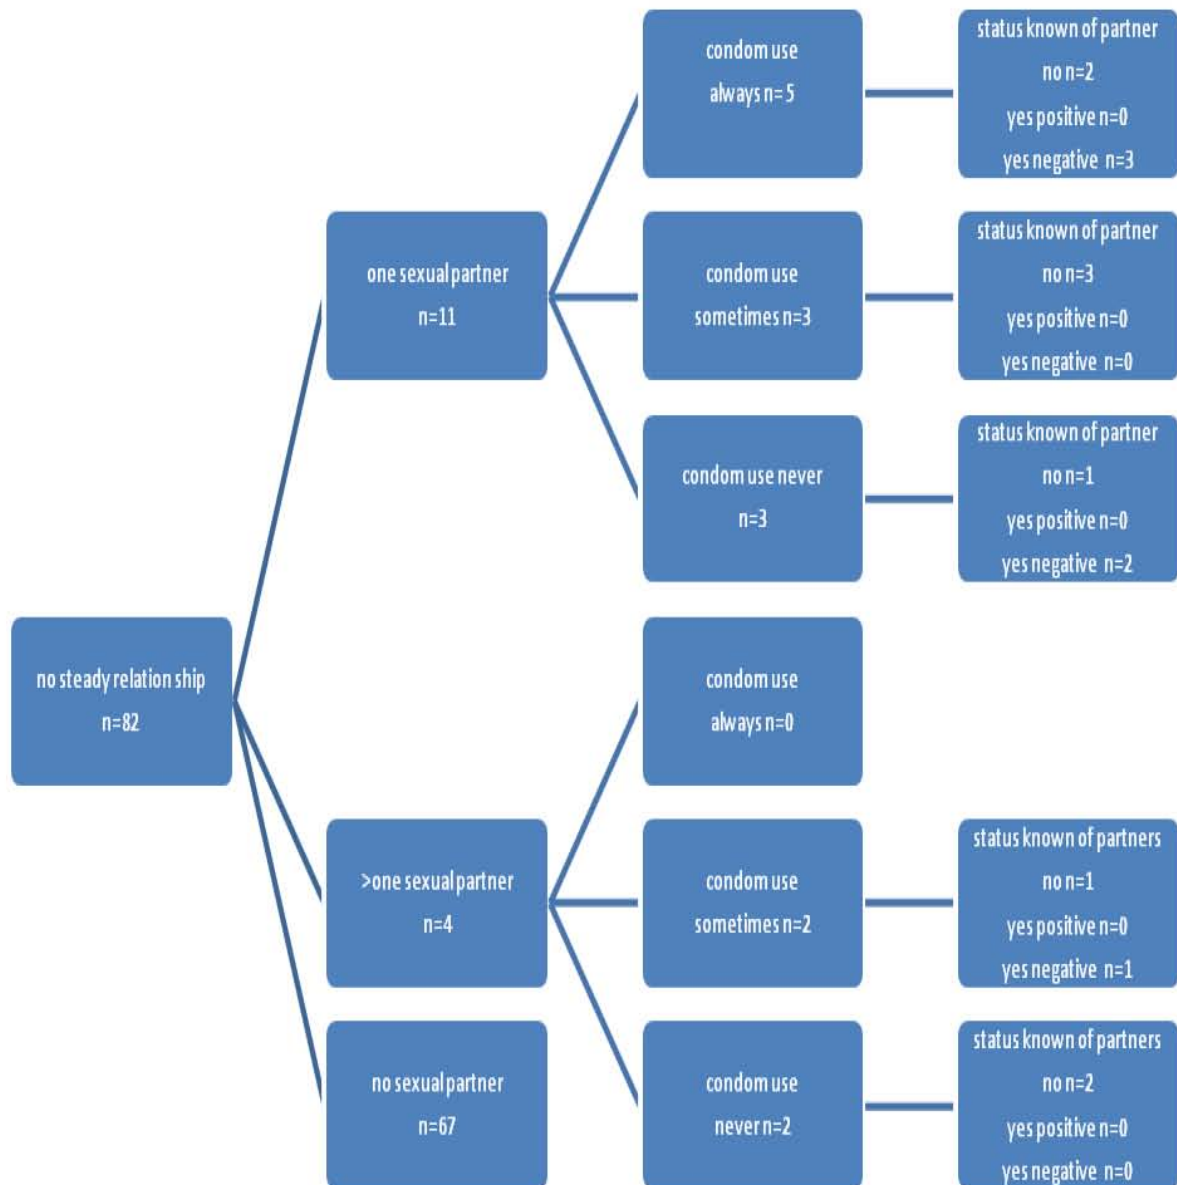 no steady relation ship
n=82
one sexual partner
n=11
condom use
always n= 5
status known of partner
no n=2
yes positive n=0
yes negative n=3
condom use
sometimes n=3
status known of partner
no n=3
yes positive n=0
yes negative n=0
condom use never
n=3
status known of partner
no n=1
yes positive n=0
yes negative n=2
>one sexual partner
n=4
condom use
always n=0
condom use
sometimes n=2
status known of partners
no n=1
yes positive n=0
yes negative n=1
condom use
never n=2
status known of partners
no n=2
yes positive n=0
yes negative n=0
no sexual partner
n=67